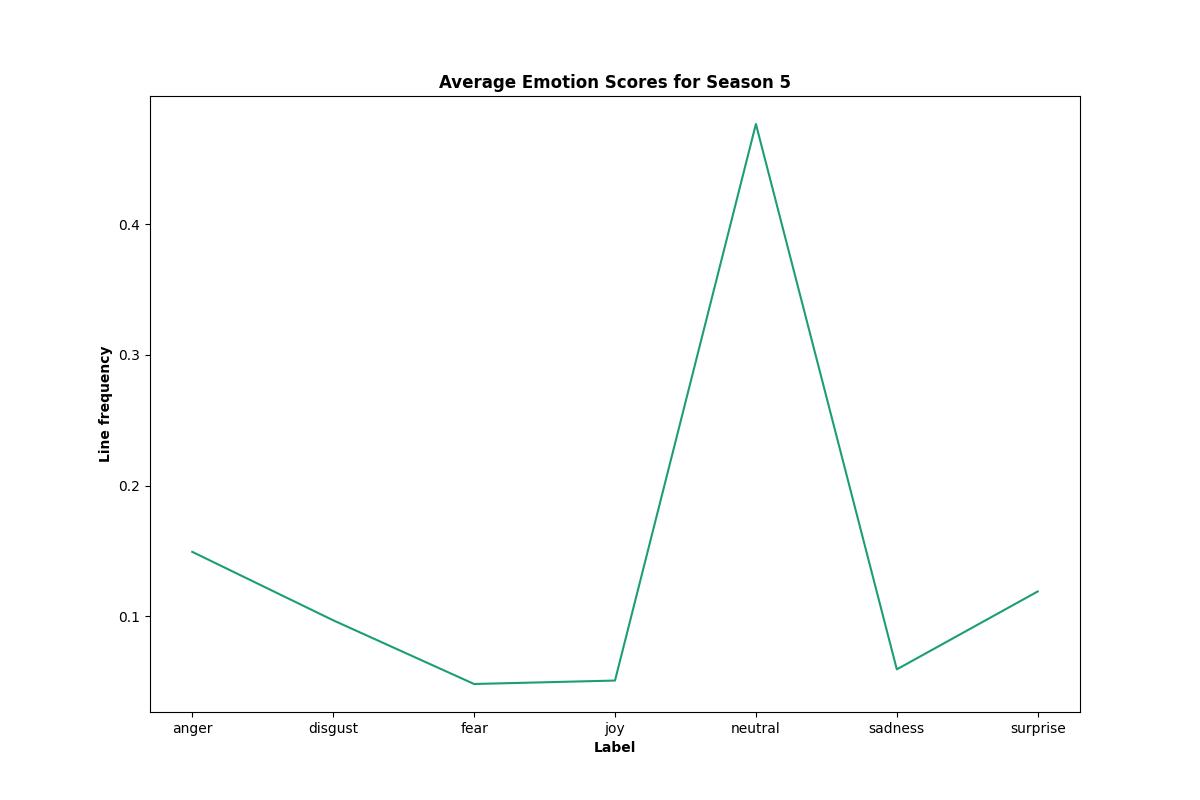 Average Emotion Scores for Season 5
Line frequency
0.4
0.3
0.2
0.1
anger disgust fear joy neutral sadness surprise
Label